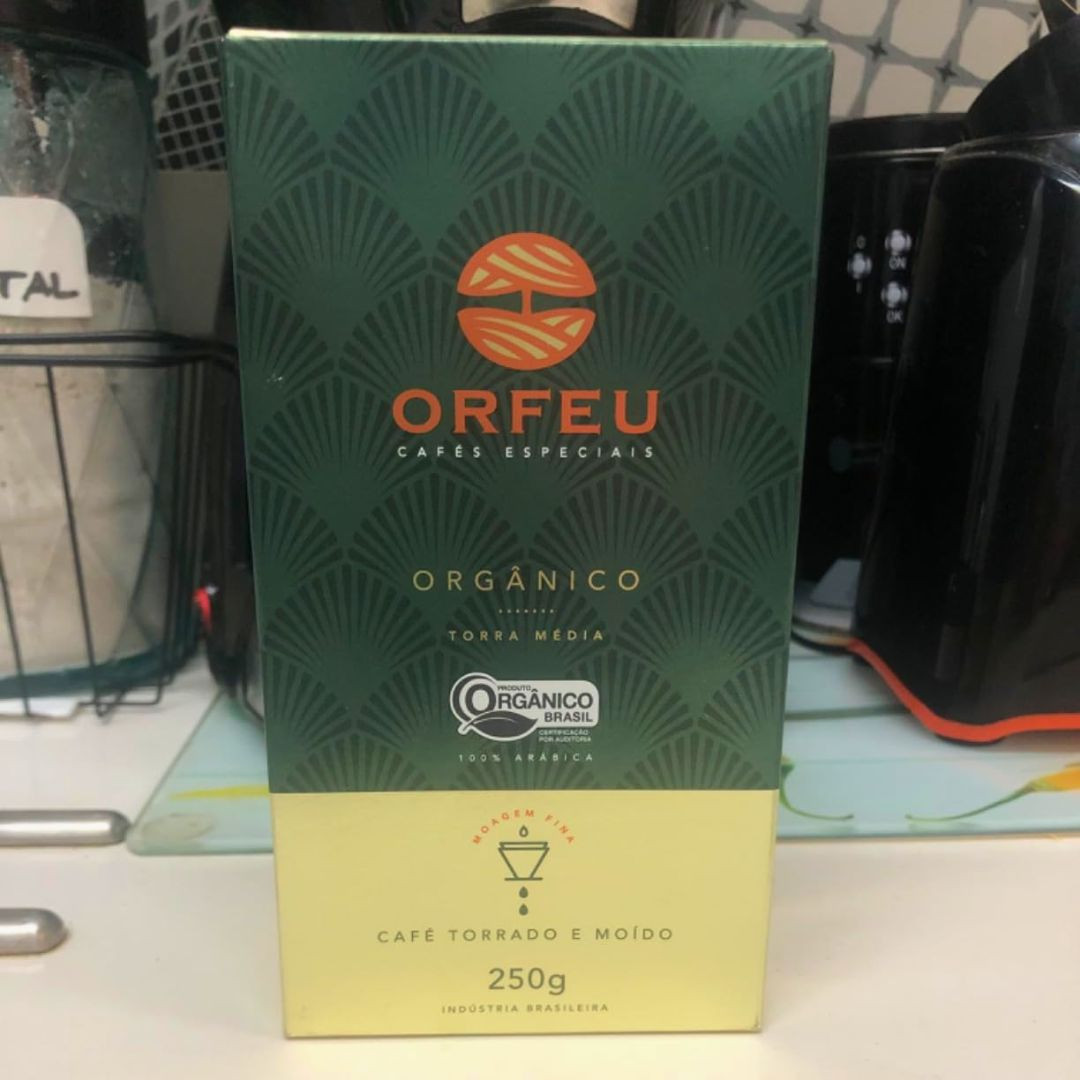 ORFEU
CAFÉS ESPECIAIS
ORGÂNICO
TORRA MÉDIA
PRODUTO
ORGÂNICO
BRASIL
CERTIFICAÇÃO
POR AUDITORIA
100% ARÁBICA
MOAGEM FINA
CAFÉ TORRADO E MOÍDO
250g
INDÚSTRIA BRASILEIRA
TAL
O
I
ON
OK